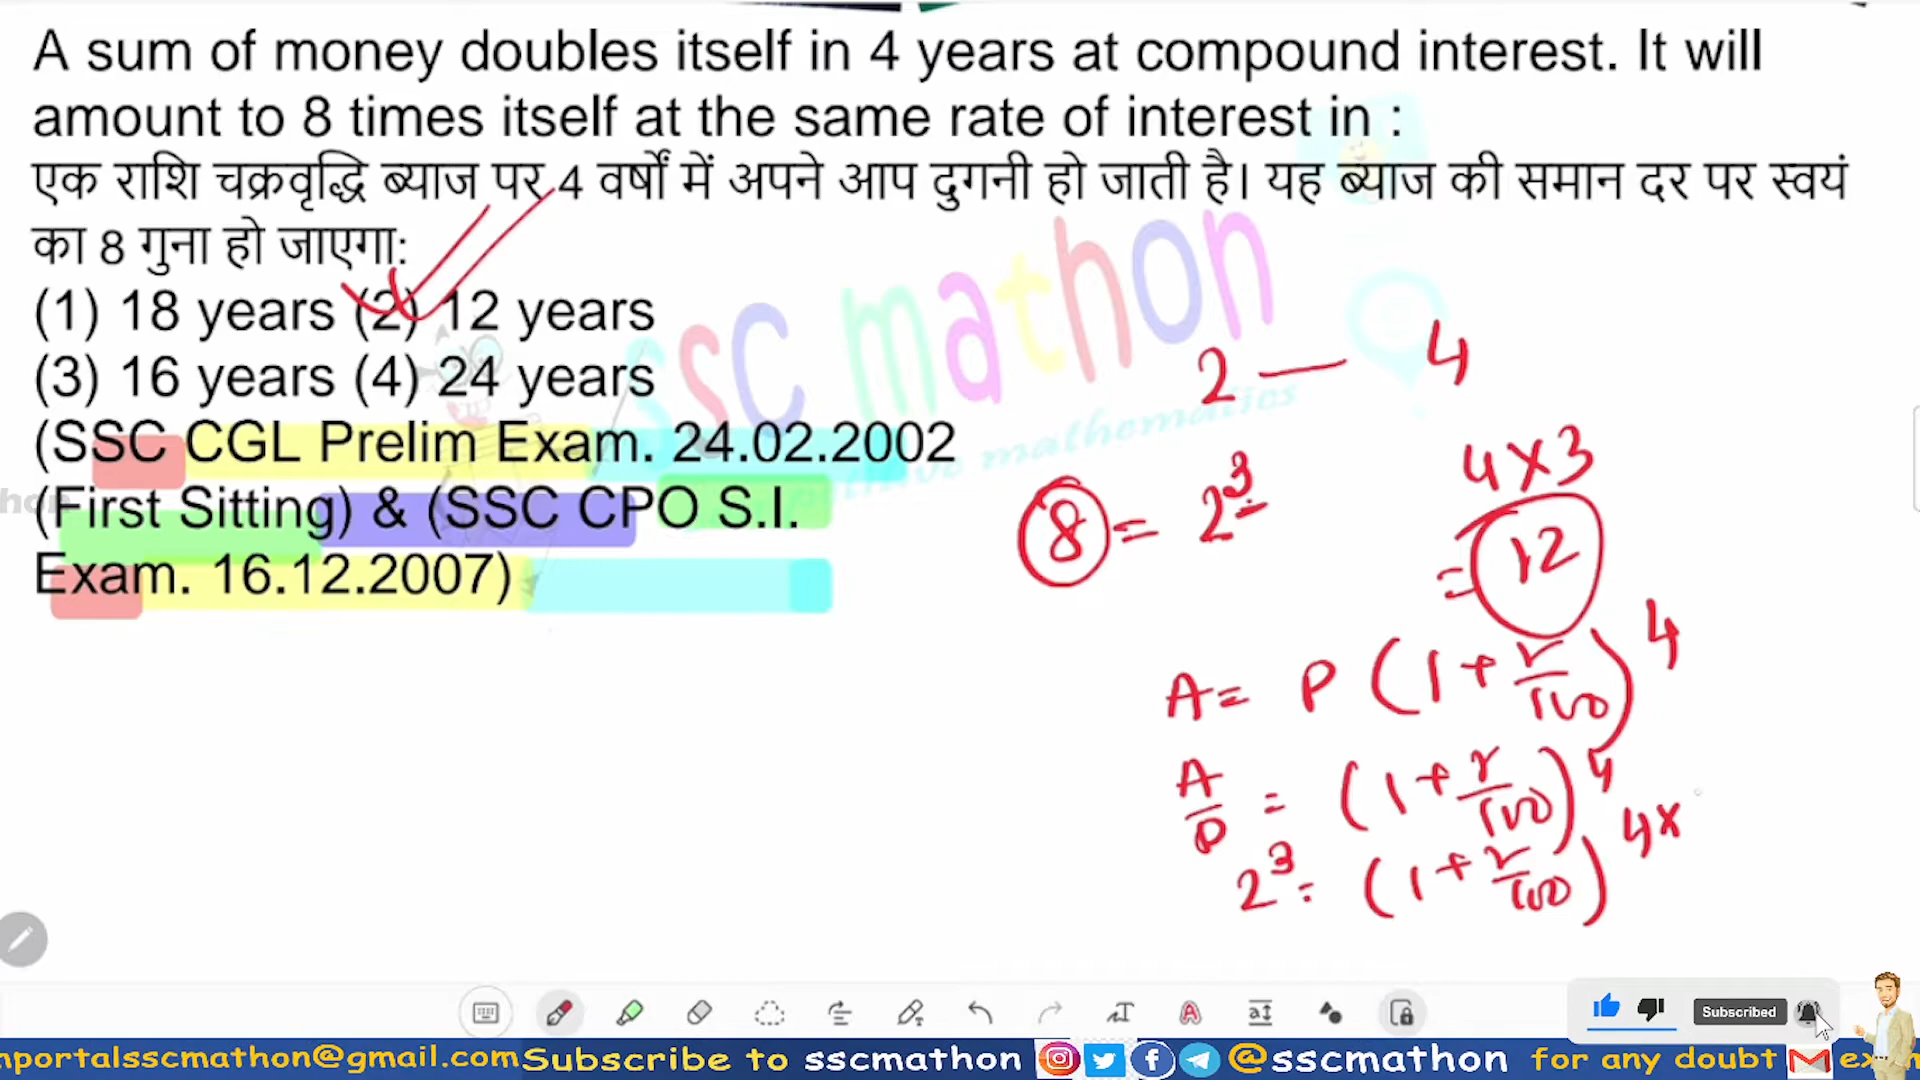 A sum of money doubles itself in 4 years at compound interest. It will
amount to 8 times itself at the same rate of interest in :
एक राशि चक्रवृद्धि ब्याज पर 4 वर्षों में अपने आप दुगनी हो जाती है। यह ब्याज की समान दर पर स्वयं
का 8 गुना हो जाएगा:
(1) 18 years (2) 12 years
(3) 16 years (4) 24 years
(SSC CGL Prelim Exam. 24.02.2002
(First Sitting) & (SSC CPO S.I.
Exam. 16.12.2007)
ssc mathon
mathematics
2 — 4
4×3
8 = 2³
= 12
A = P (1 + r/100)⁴
A/P = (1 + r/100)⁴
2³ = (1 + r/100)⁴ˣ
Subscribed
nportalsscmathon@gmail.com Subscribe to sscmathon @sscmathon for any doubt